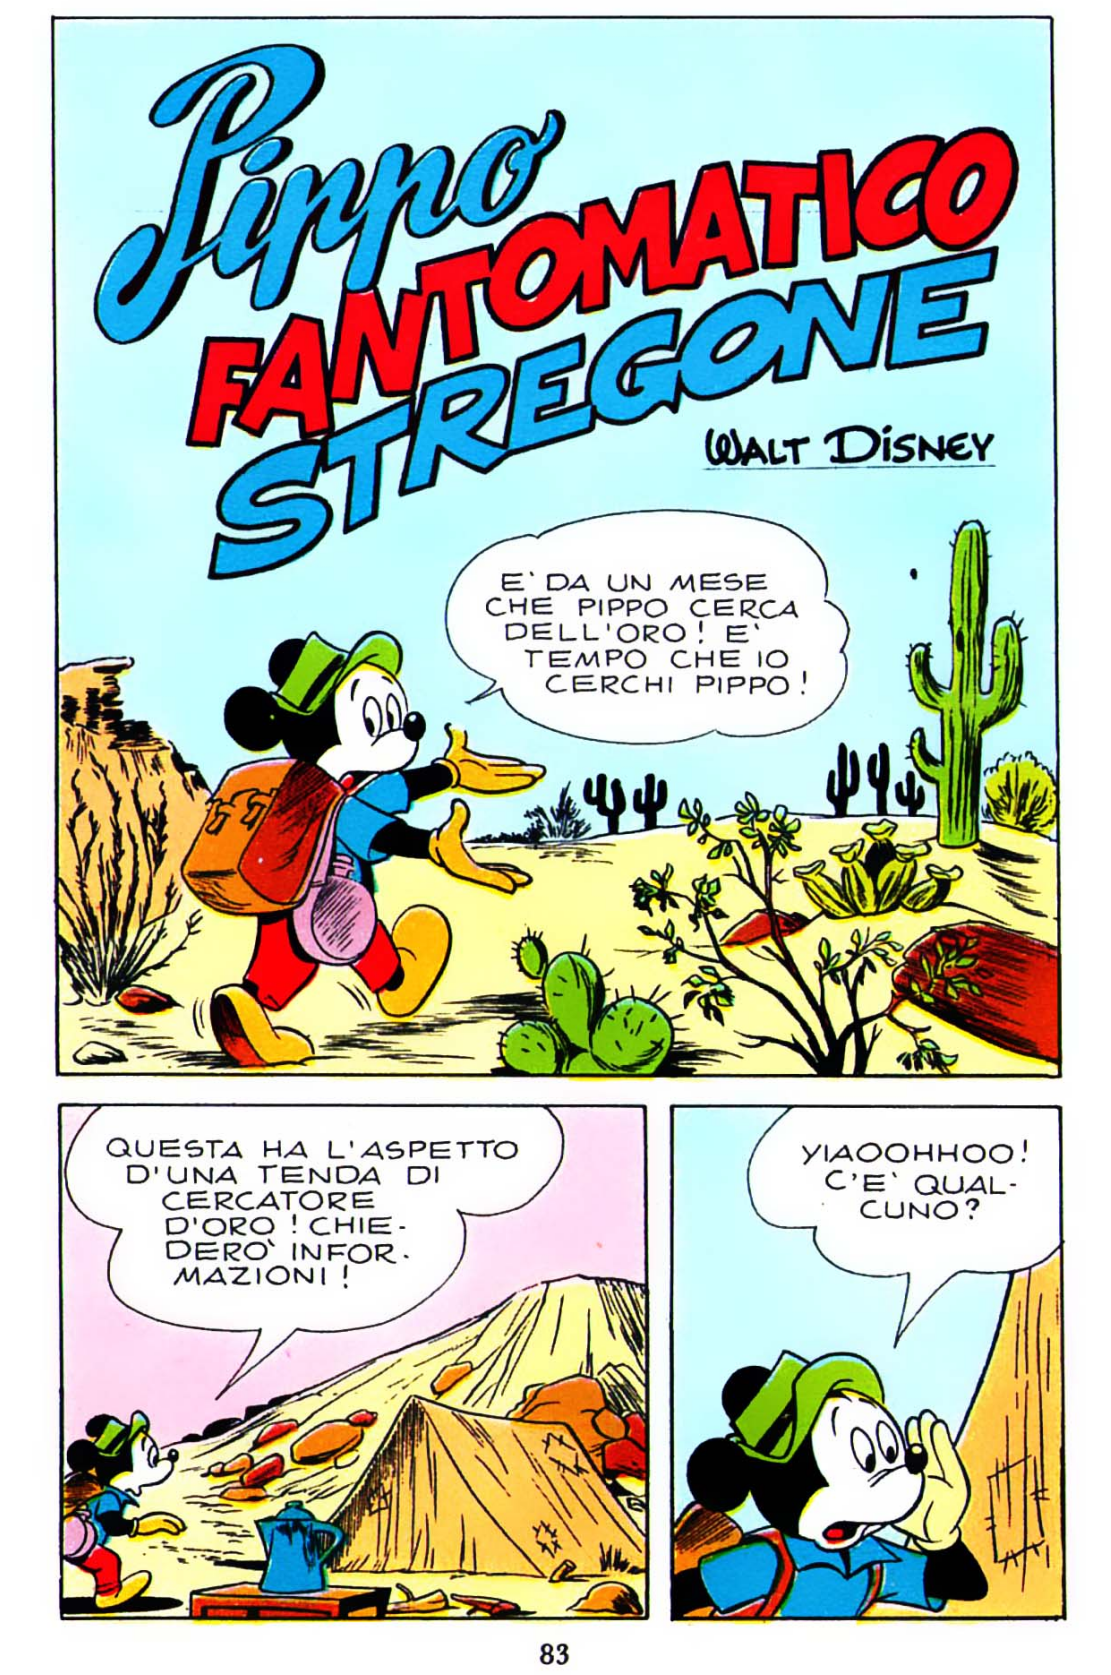 Pippo
FANTOMATICO
STREGONE
WALT DISNEY
E' DA UN MESE
CHE PIPPO CERCA
DELL'ORO! E'
TEMPO CHE IO
CERCHI PIPPO!
QUESTA HA L'ASPETTO
D'UNA TENDA DI
CERCATORE
D'ORO! CHIE-
DERO' INFOR-
MAZIONI!
YIAOOHHOO!
C'E' QUAL-
CUNO?
83